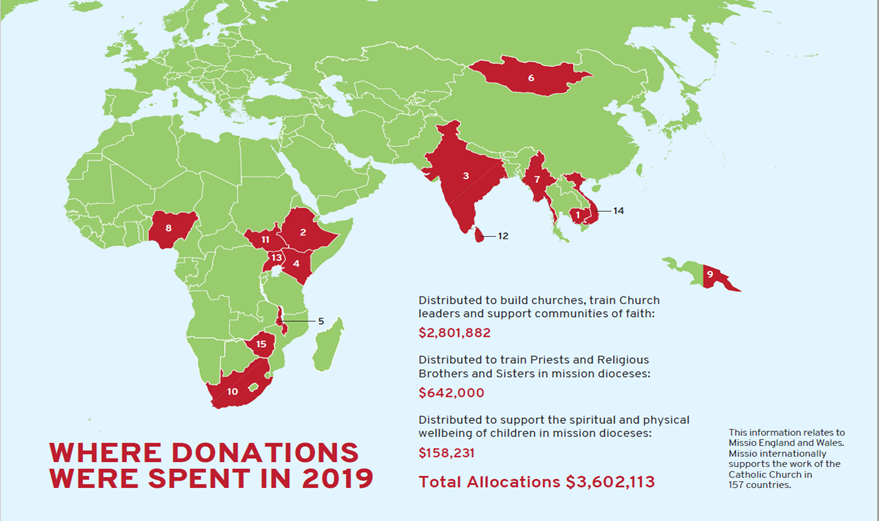 6
3
7
1
14
12
8
2
11
13
4
9
5
15
10
Distributed to build churches, train Church
leaders and support communities of faith:
$2,801,882
Distributed to train Priests and Religious
Brothers and Sisters in mission dioceses:
$642,000
Distributed to support the spiritual and physical
wellbeing of children in mission dioceses:
$158,231
Total Allocations $3,602,113
WHERE DONATIONS
WERE SPENT IN 2019
This information relates to
Missio England and Wales.
Missio internationally
supports the work of the
Catholic Church in
157 countries.